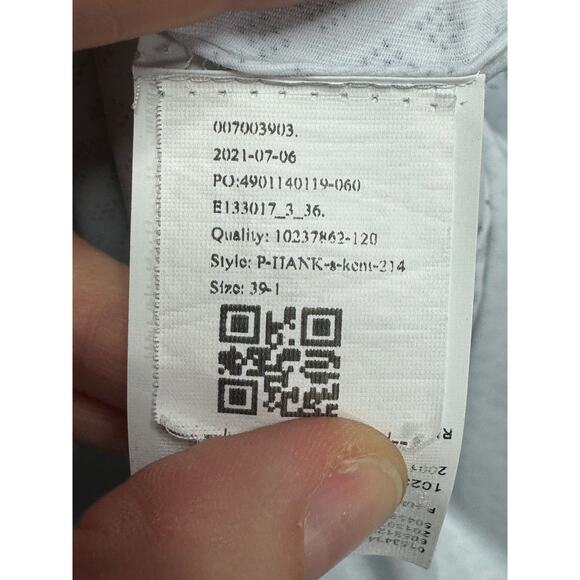 007003903.
2021-07-06
PO:4901140119-060
E133017_3_36.
Quality: 10237862-120
Style: P-HANK-s-kent-214
Size: 39-1